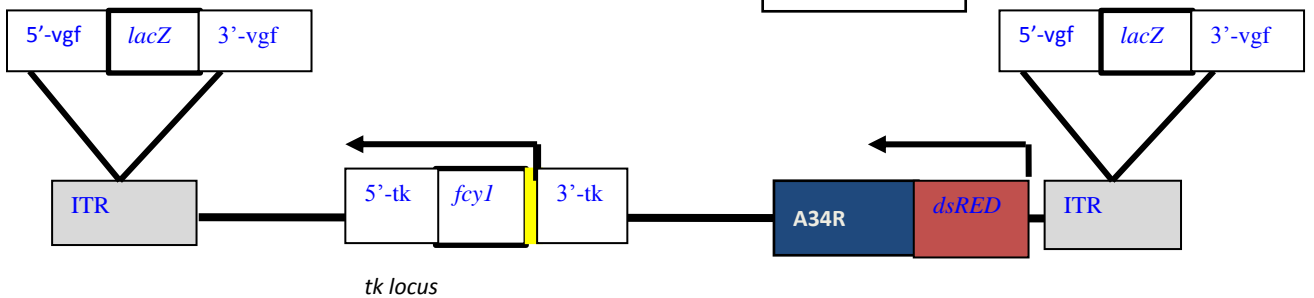 5’-vgf lacZ 3’-vgf
5’-vgf lacZ 3’-vgf
ITR
5’-tk fcy1 3’-tk
A34R dsRED
ITR
tk locus